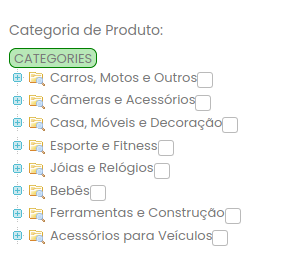 Categoria de Produto:
CATEGORIES
Carros, Motos e Outros
Câmeras e Acessórios
Casa, Móveis e Decoração
Esporte e Fitness
Jóias e Relógios
Bebês
Ferramentas e Construção
Acessórios para Veículos